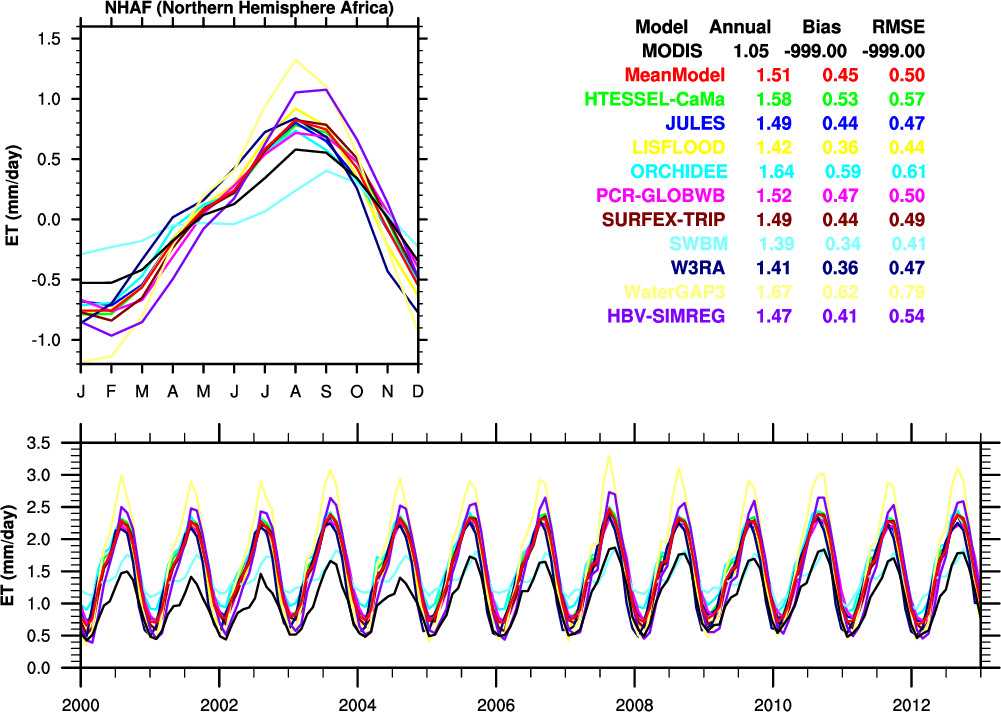 NHAF (Northern Hemisphere Africa)
Model Annual Bias RMSE
MODIS 1.05 -999.00 -999.00
MeanModel 1.51 0.45 0.50
HTESSEL-CaMa 1.58 0.53 0.57
JULES 1.49 0.44 0.47
LISFLOOD 1.42 0.36 0.44
ORCHIDEE 1.64 0.59 0.61
PCR-GLOBWB 1.52 0.47 0.50
SURFEX-TRIP 1.49 0.44 0.49
SWBM 1.39 0.34 0.41
W3RA 1.41 0.36 0.47
WaterGAP3 1.67 0.62 0.79
HBV-SIMREG 1.47 0.41 0.54
ET (mm/day)
1.5
1.0
0.5
0.0
-0.5
-1.0
J F M A M J J A S O N D
ET (mm/day)
3.5
3.0
2.5
2.0
1.5
1.0
0.5
0.0
2000 2002 2004 2006 2008 2010 2012